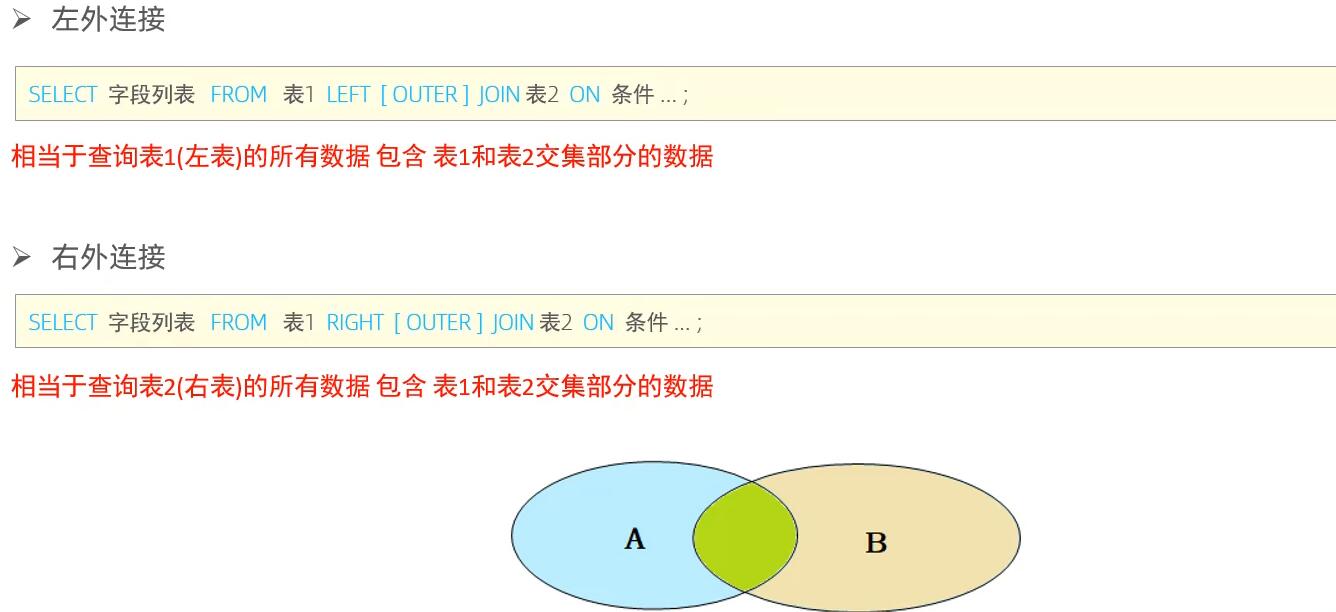 ➢ 左外连接
SELECT 字段列表 FROM 表1 LEFT [ OUTER ] JOIN 表2 ON 条件 ... ;
相当于查询表1(左表)的所有数据 包含 表1和表2交集部分的数据
➢ 右外连接
SELECT 字段列表 FROM 表1 RIGHT [ OUTER ] JOIN 表2 ON 条件 ... ;
相当于查询表2(右表)的所有数据 包含 表1和表2交集部分的数据
A B